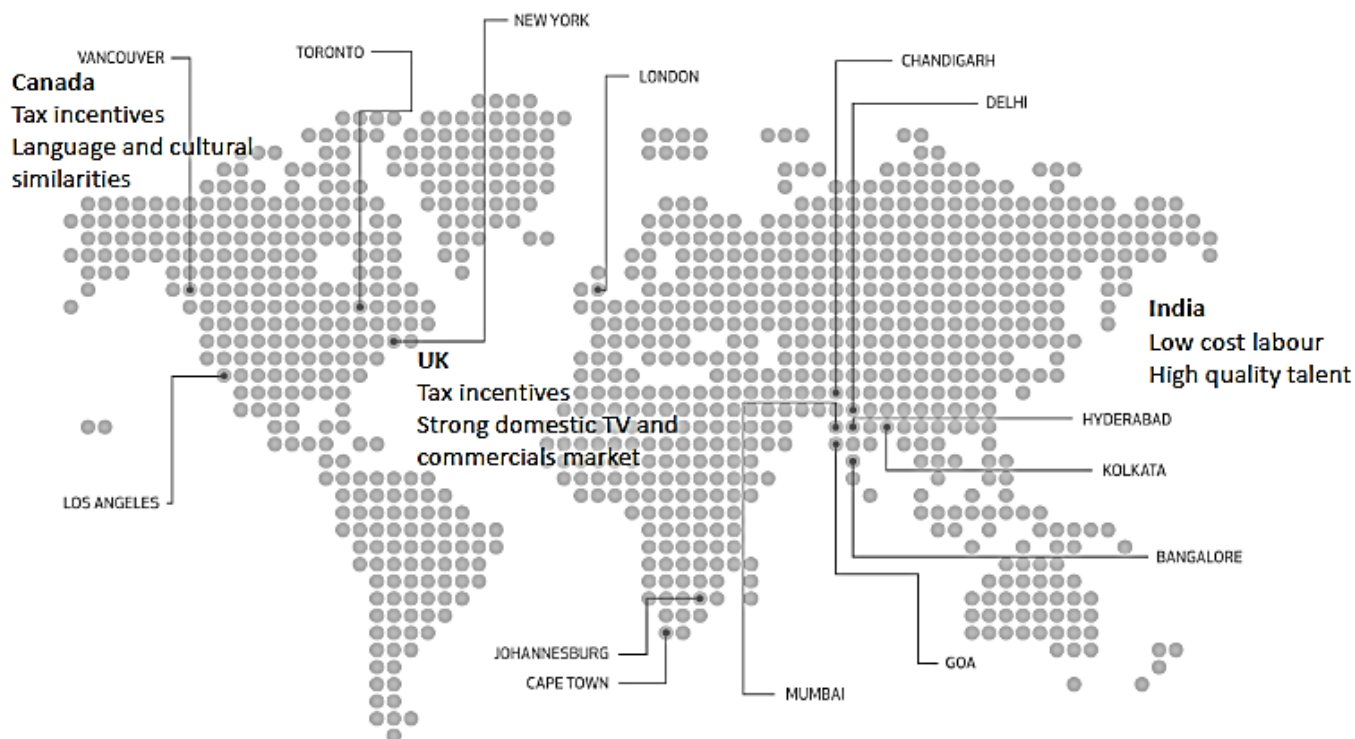 NEW YORK
VANCOUVER
TORONTO
CHANDIGARH
LONDON
Canada
Tax incentives
Language and cultural
similarities
DELHI
India
Low cost labour
High quality talent
UK
Tax incentives
Strong domestic TV and
commercials market
HYDERABAD
KOLKATA
LOS ANGELES
BANGALORE
JOHANNESBURG
GOA
CAPE TOWN
MUMBAI